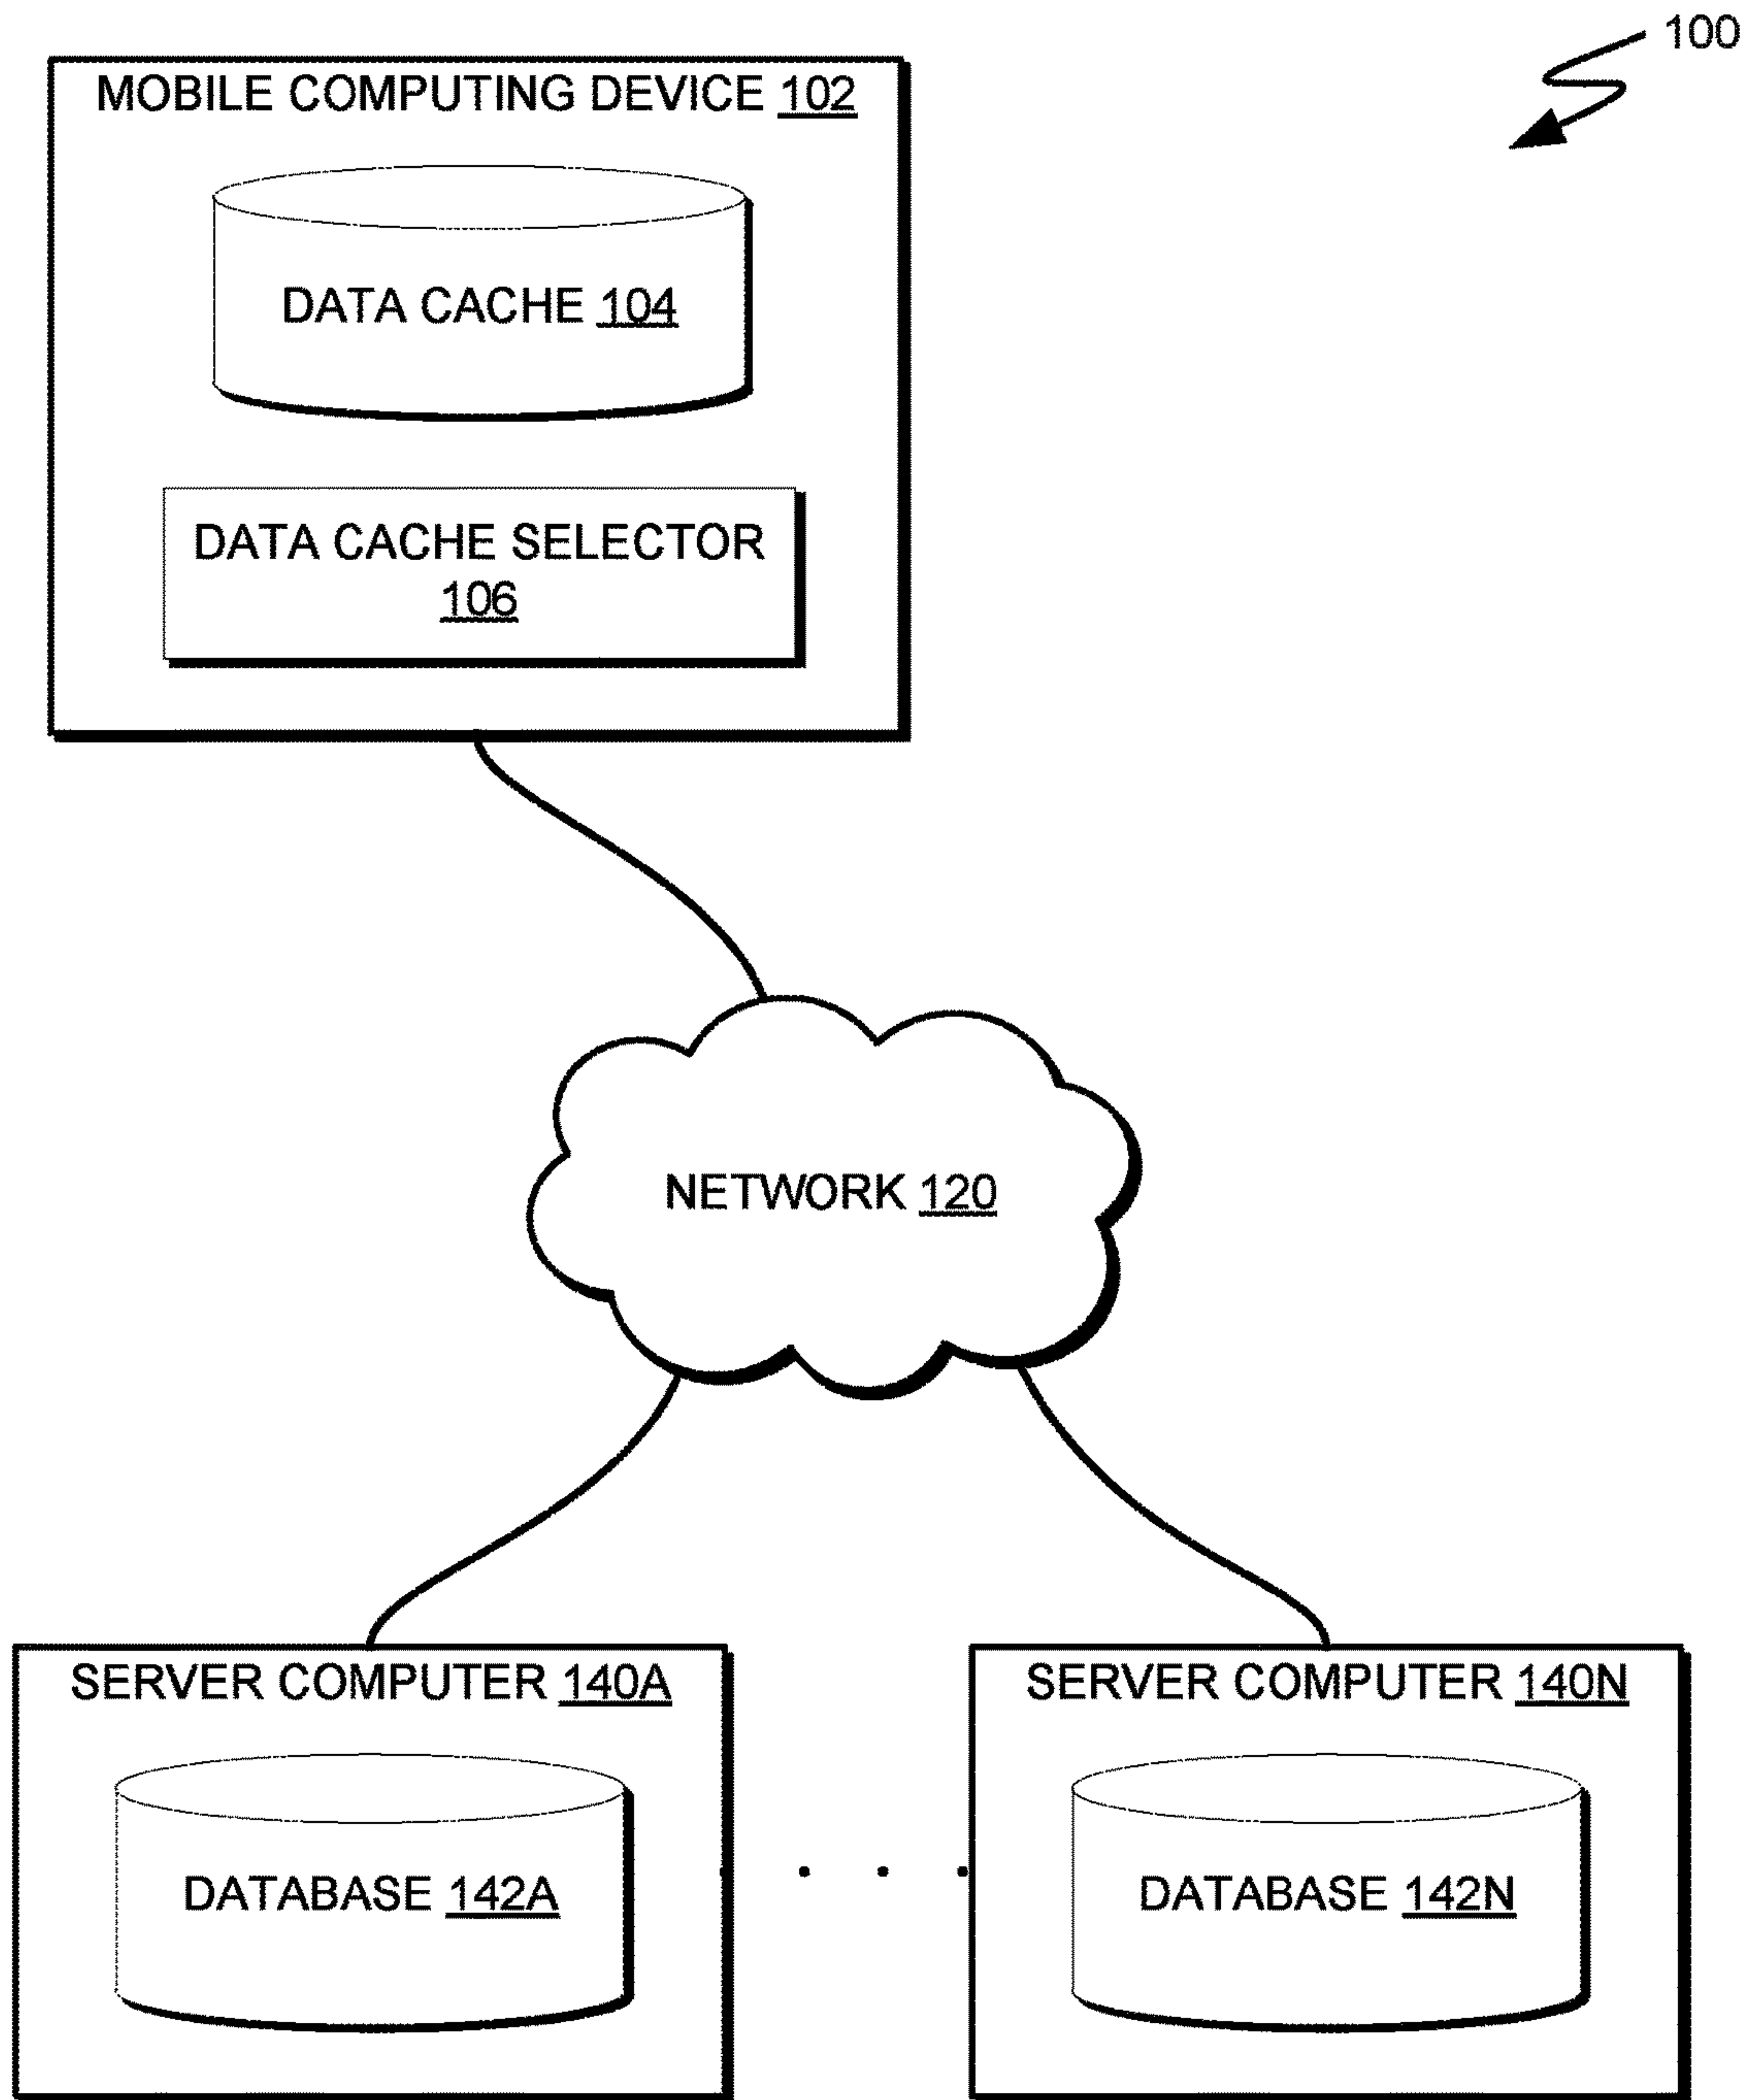 100
MOBILE COMPUTING DEVICE 102
DATA CACHE 104
DATA CACHE SELECTOR
106
NETWORK 120
SERVER COMPUTER 140A
DATABASE 142A
SERVER COMPUTER 140N
DATABASE 142N